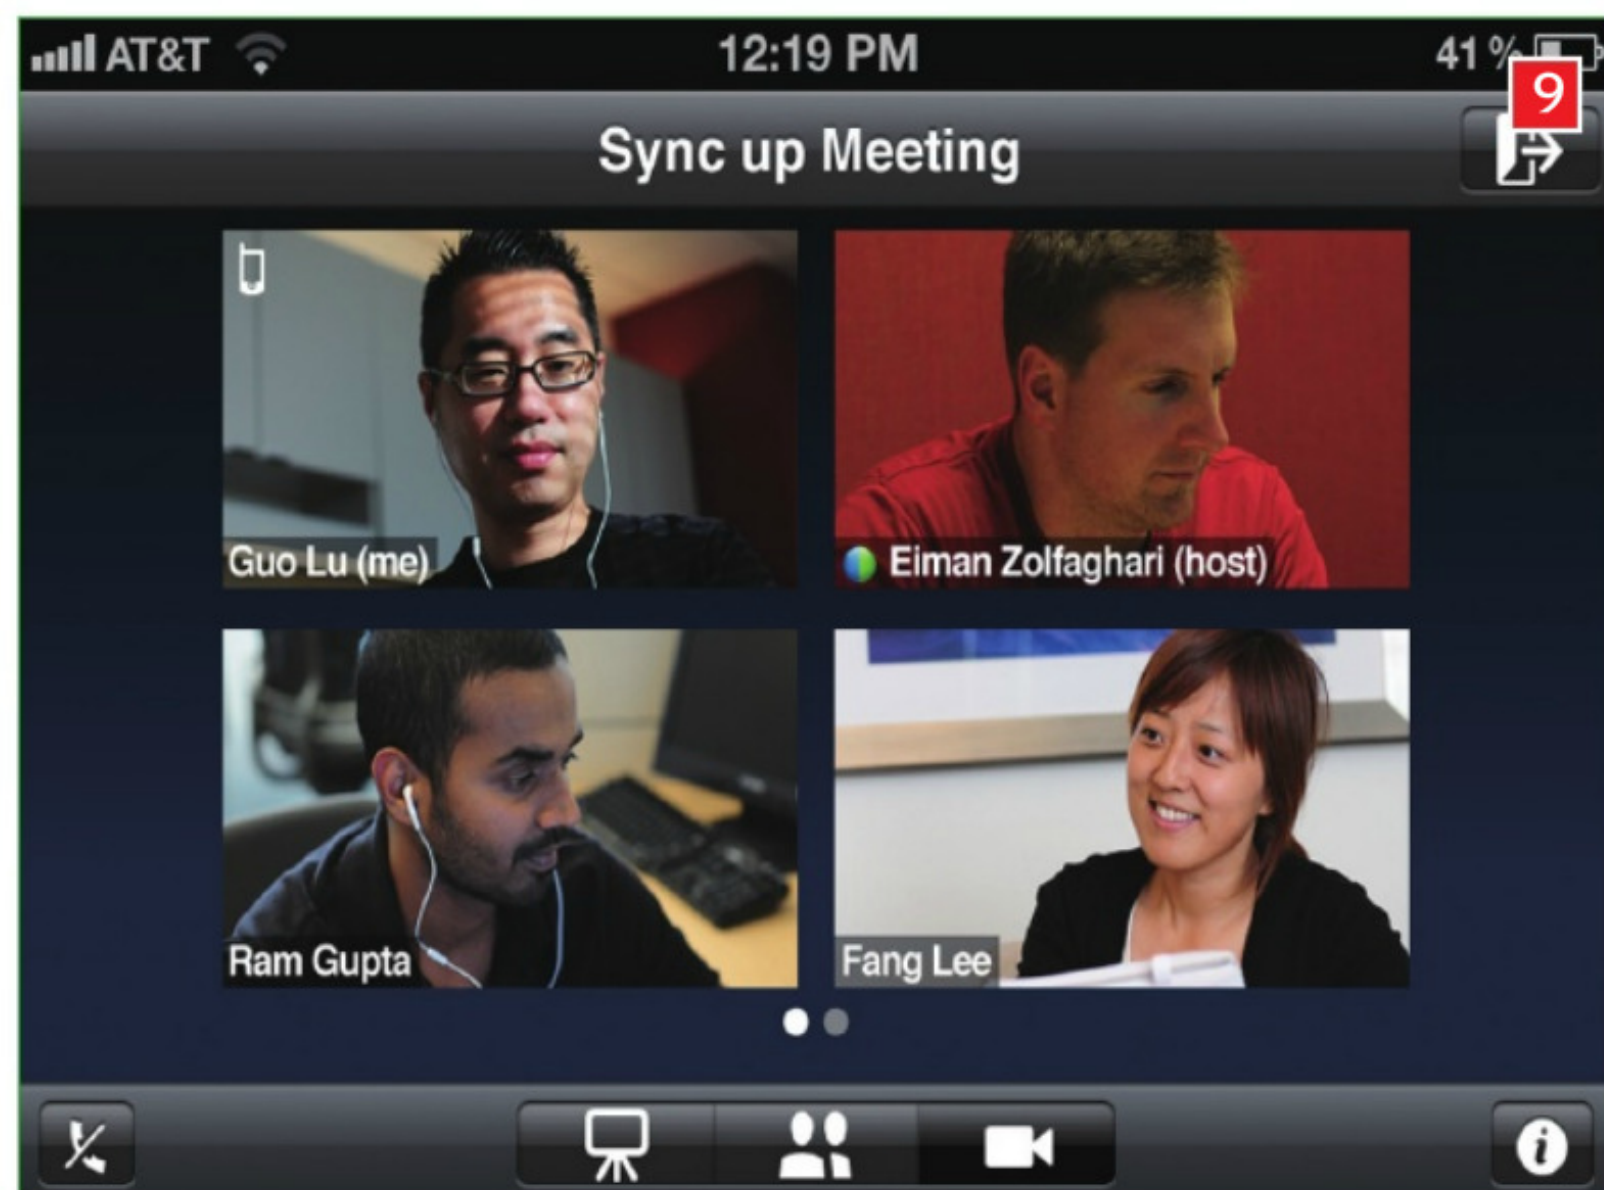 AT&T 12:19 PM 41 %
9
Sync up Meeting
Guo Lu (me)
Eiman Zolfaghari (host)
Ram Gupta
Fang Lee
i